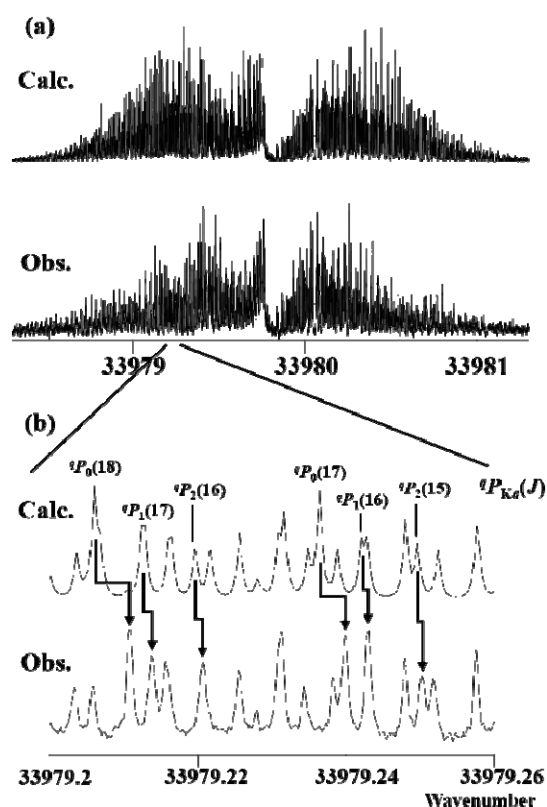 (a)
Calc.
Obs.
33979 33980 33981
(b)
qP0(18) qP1(17) qP2(16) qP0(17) qP1(16) qP2(15) qPKa(J)
Calc.
Obs.
33979.2 33979.22 33979.24 33979.26
Wavenumber